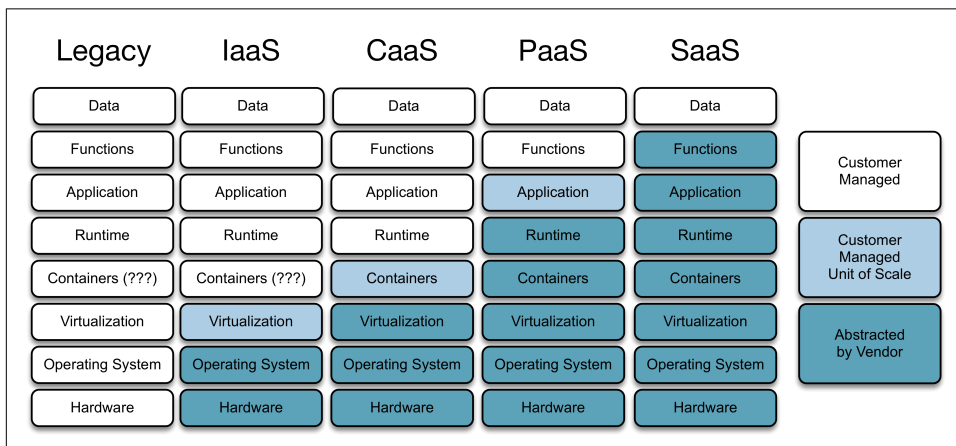 Legacy IaaS CaaS PaaS SaaS
Data Data Data Data Data
Functions Functions Functions Functions Functions
Application Application Application Application Application
Runtime Runtime Runtime Runtime Runtime
Containers (???) Containers (???) Containers Containers Containers
Virtualization Virtualization Virtualization Virtualization Virtualization
Operating System Operating System Operating System Operating System Operating System
Hardware Hardware Hardware Hardware Hardware
Customer
Managed
Customer
Managed
Unit of Scale
Abstracted
by Vendor